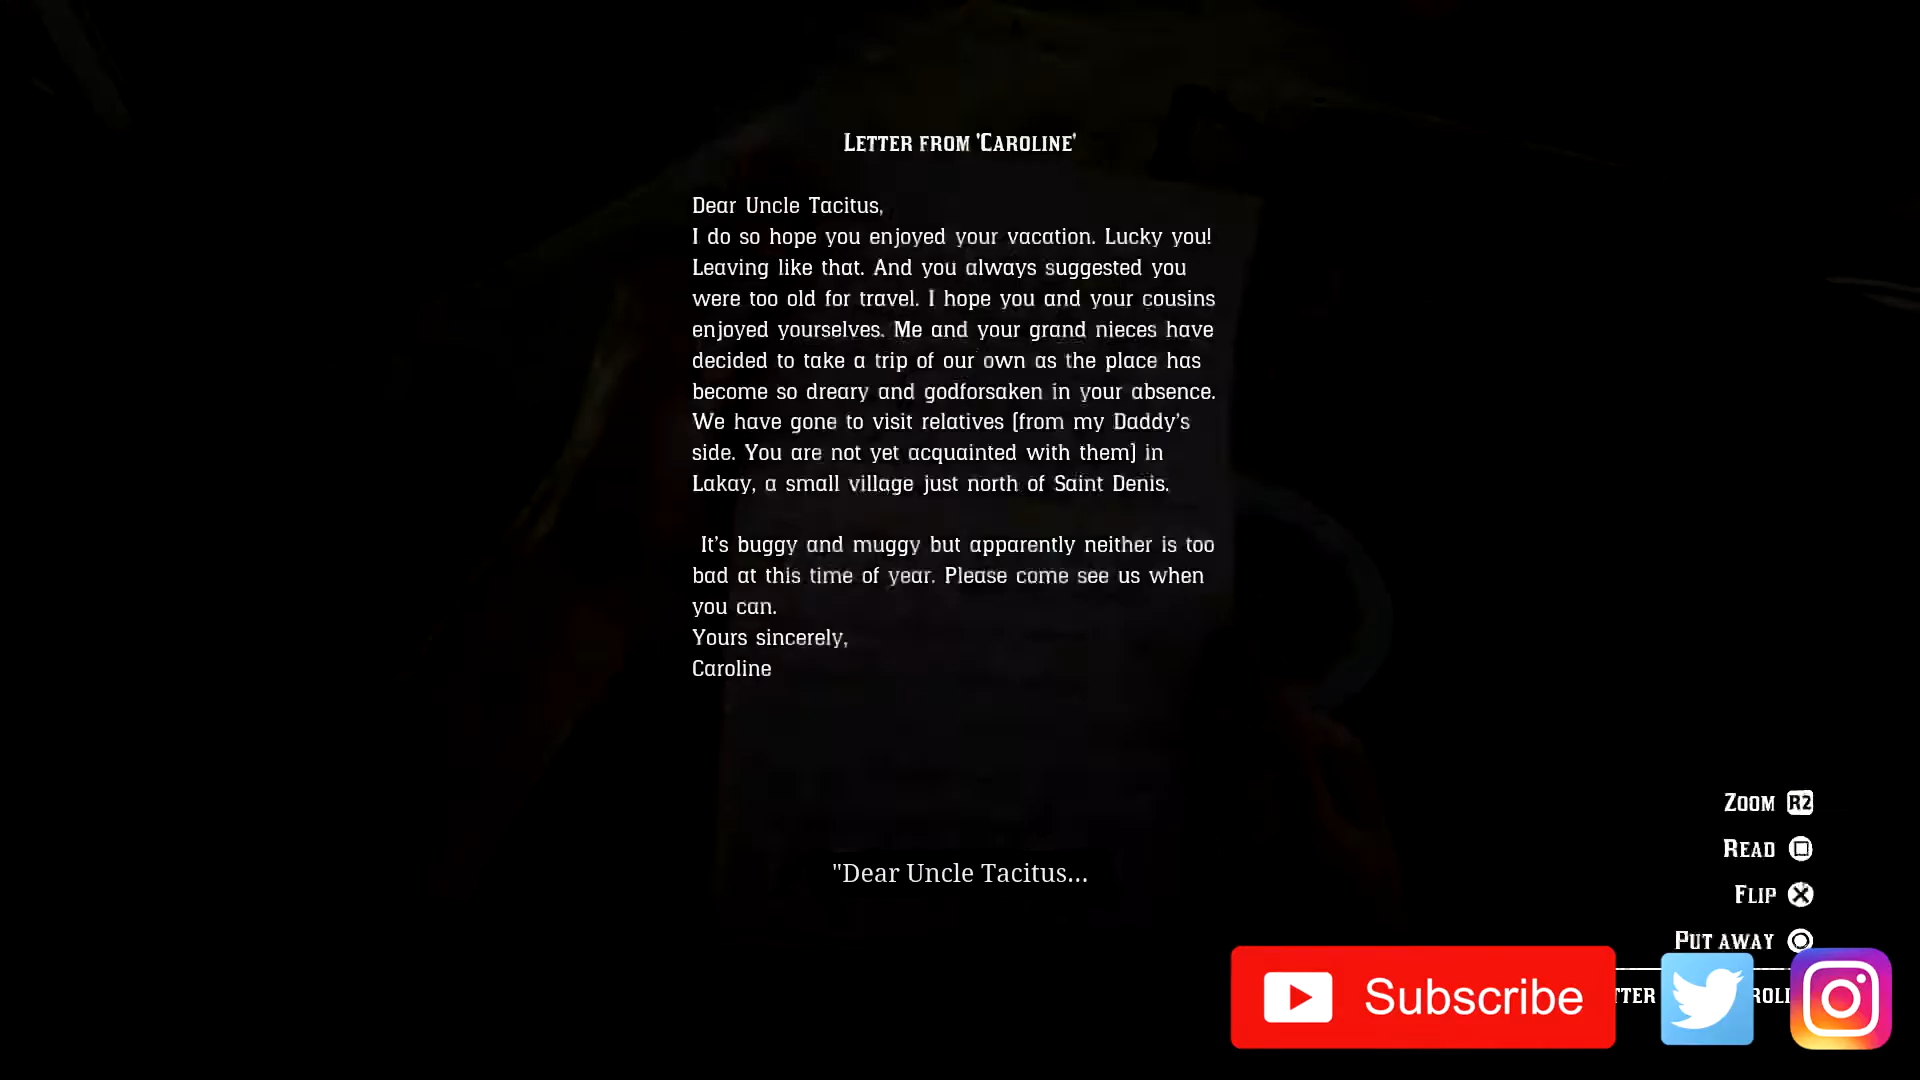 Letter from 'Caroline'
Dear Uncle Tacitus,
I do so hope you enjoyed your vacation. Lucky you!
Leaving like that. And you always suggested you
were too old for travel. I hope you and your cousins
enjoyed yourselves. Me and your grand nieces have
decided to take a trip of our own as the place has
become so dreary and godforsaken in your absence.
We have gone to visit relatives (from my Daddy's
side. You are not yet acquainted with them) in
Lakay, a small village just north of Saint Denis.
It's buggy and muggy but apparently neither is too
bad at this time of year. Please come see us when
you can.
Yours sincerely,
Caroline
"Dear Uncle Tacitus...
Zoom R2
Read
Flip
Put away
Subscribe